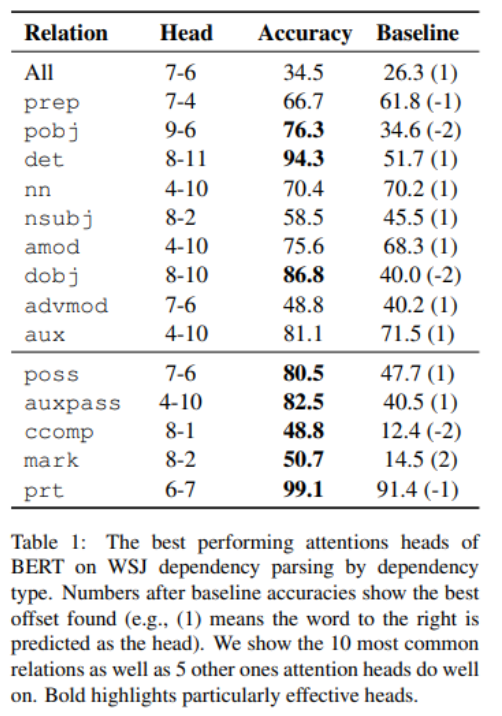 Relation Head Accuracy Baseline
All 7-6 34.5 26.3 (1)
prep 7-4 66.7 61.8 (-1)
pobj 9-6 76.3 34.6 (-2)
det 8-11 94.3 51.7 (1)
nn 4-10 70.4 70.2 (1)
nsubj 8-2 58.5 45.5 (1)
amod 4-10 75.6 68.3 (1)
dobj 8-10 86.8 40.0 (-2)
advmod 7-6 48.8 40.2 (1)
aux 4-10 81.1 71.5 (1)
poss 7-6 80.5 47.7 (1)
auxpass 4-10 82.5 40.5 (1)
ccomp 8-1 48.8 12.4 (-2)
mark 8-2 50.7 14.5 (2)
prt 6-7 99.1 91.4 (-1)
Table 1: The best performing attentions heads of
BERT on WSJ dependency parsing by dependency
type. Numbers after baseline accuracies show the best
offset found (e.g., (1) means the word to the right is
predicted as the head). We show the 10 most common
relations as well as 5 other ones attention heads do well
on. Bold highlights particularly effective heads.